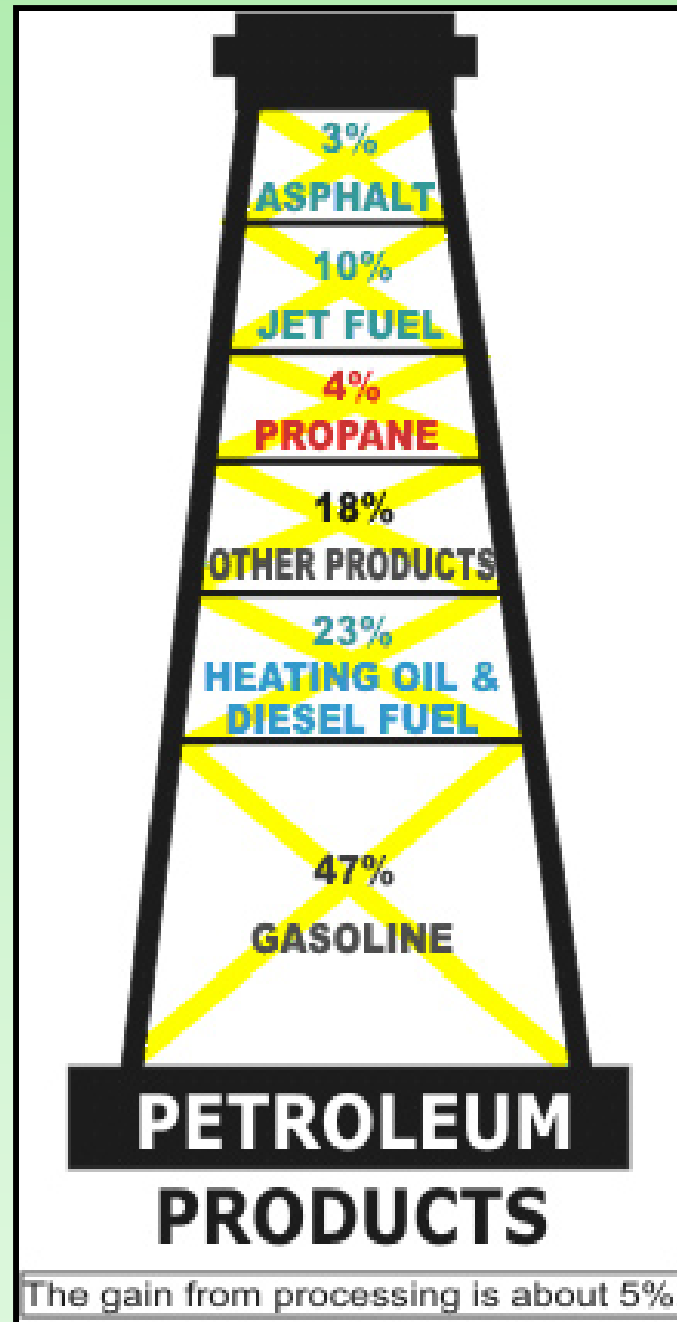 3%
ASPHALT
10%
JET FUEL
4%
PROPANE
18%
OTHER PRODUCTS
23%
HEATING OIL &
DIESEL FUEL
47%
GASOLINE
PETROLEUM
PRODUCTS
The gain from processing is about 5%